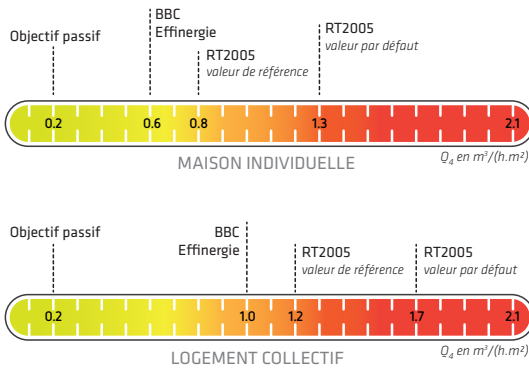 BBC
Effinergie
Objectif passif
RT2005
valeur de référence
RT2005
valeur par défaut
0.2 0.6 0.8 1.3 2.1
MAISON INDIVIDUELLE
Q4 en m³/(h.m²)
Objectif passif
BBC
Effinergie
RT2005
valeur de référence
RT2005
valeur par défaut
0.2 1.0 1.2 1.7 2.1
LOGEMENT COLLECTIF
Q4 en m³/(h.m²)